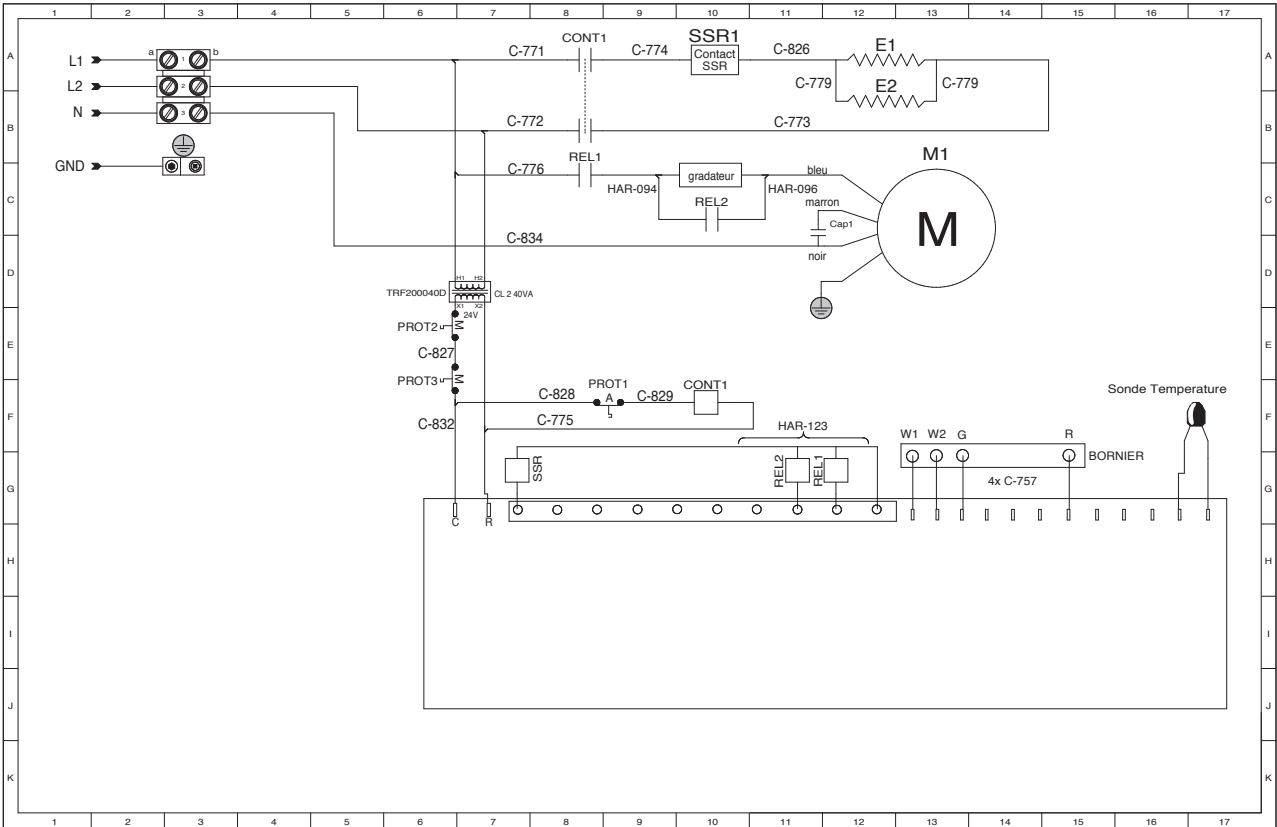 1 2 3 4 5 6 7 8 9 10 11 12 13 14 15 16 17
A A
B B
C C
D D
E E
F F
G G
H H
I I
J J
K K
CONT1 SSR1
a b
L1 1 C-771 C-774 Contact SSR C-826 E1
L2 2 C-779 E2 C-779
N 3 C-772 C-773
REL1 M1
GND C-776 gradateur bleu
HAR-094 HAR-096
REL2 marron
Cap1 M
C-834 noir
H1 H2
TRF200040D CL 2 40VA
X1 X2
24V
PROT2 M
C-827
PROT3 M
C-828 PROT1 A C-829 CONT1
Sonde Temperature
C-832 C-775
HAR-123
W1 W2 G R BORNIER
SSR REL2 REL1
4x C-757
C R
1 2 3 4 5 6 7 8 9 10 11 12 13 14 15 16 17